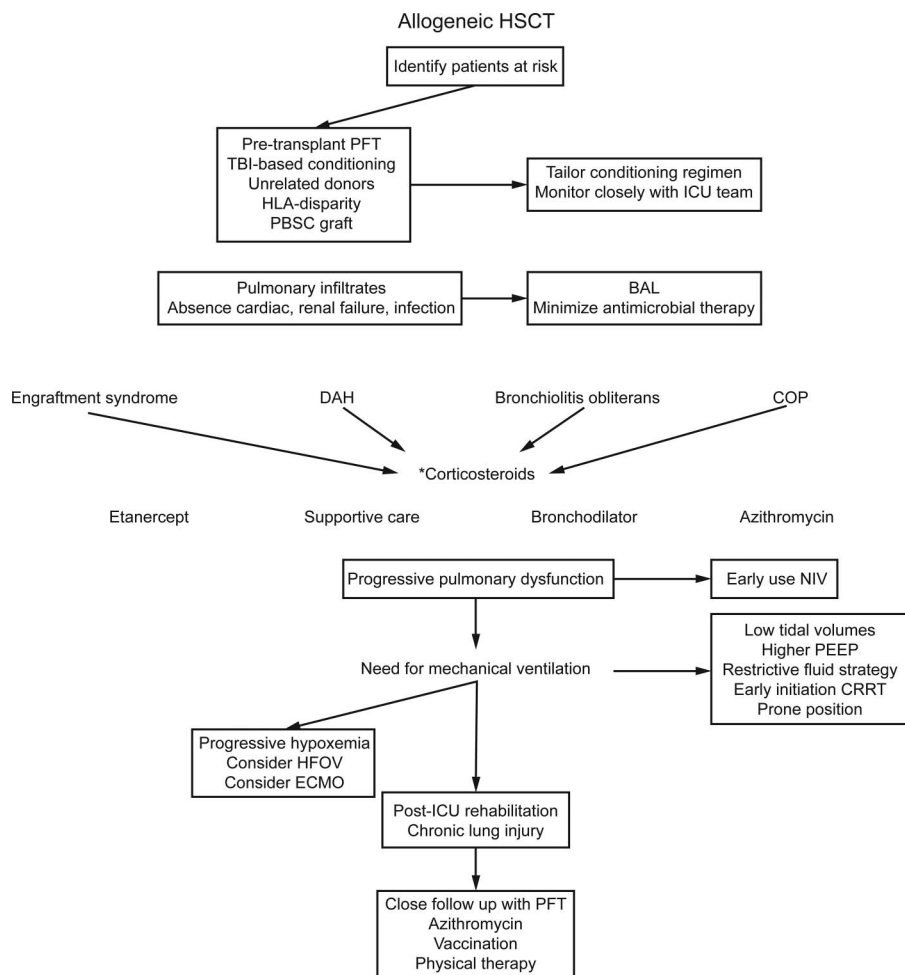 Allogeneic HSCT
Identify patients at risk
Pre-transplant PFT
TBI-based conditioning
Unrelated donors
HLA-disparity
PBSC graft
Tailor conditioning regimen
Monitor closely with ICU team
Pulmonary infiltrates
Absence cardiac, renal failure, infection
BAL
Minimize antimicrobial therapy
Engraftment syndrome
DAH
Bronchiolitis obliterans
COP
*Corticosteroids
Etanercept
Supportive care
Bronchodilator
Azithromycin
Progressive pulmonary dysfunction
Early use NIV
Need for mechanical ventilation
Low tidal volumes
Higher PEEP
Restrictive fluid strategy
Early initiation CRRT
Prone position
Progressive hypoxemia
Consider HFOV
Consider ECMO
Post-ICU rehabilitation
Chronic lung injury
Close follow up with PFT
Azithromycin
Vaccination
Physical therapy